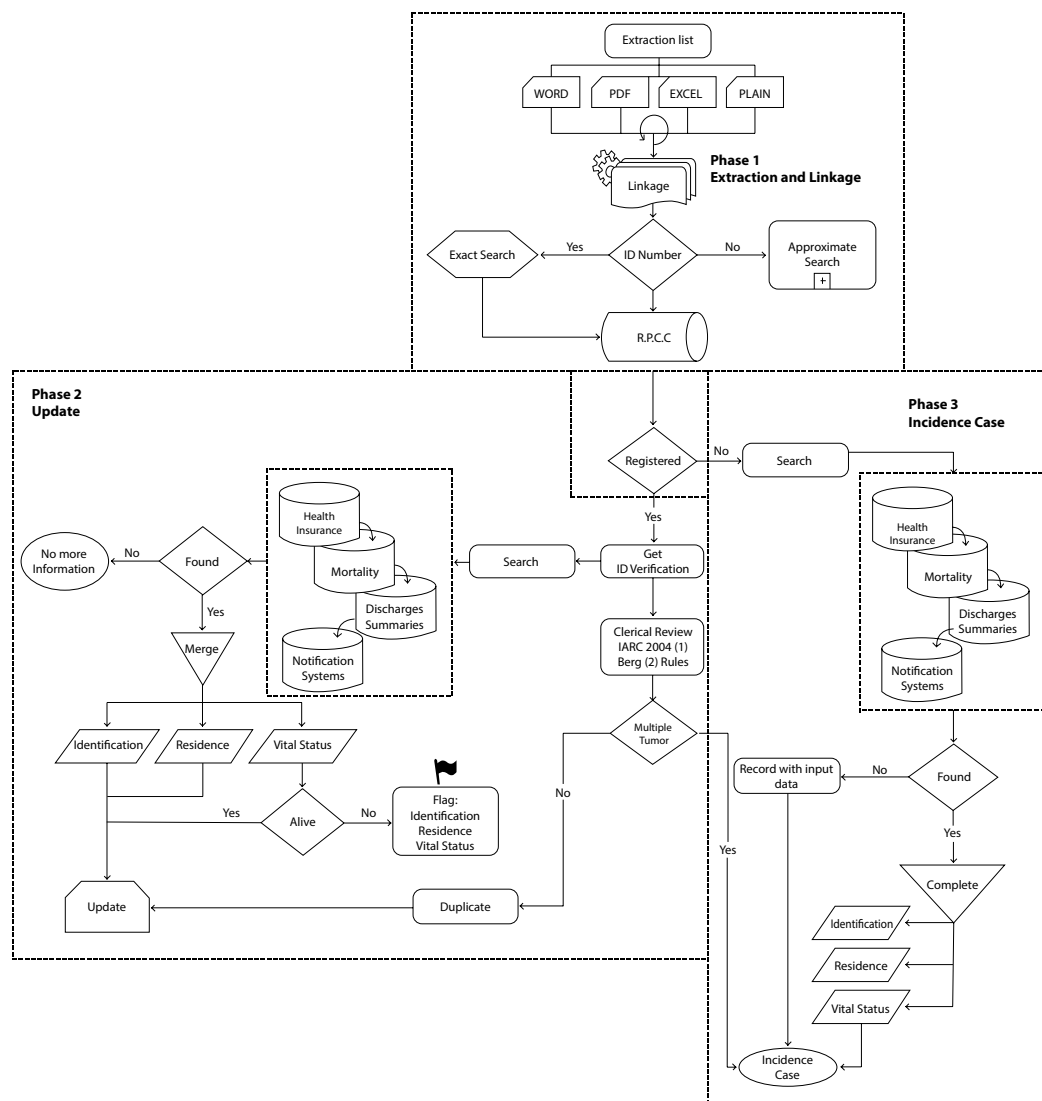 Extraction list
WORD
PDF
EXCEL
PLAIN
Phase 1
Extraction and Linkage
Linkage
Exact Search
Yes
ID Number
No
Approximate
Search
+
R.P.C.C
Phase 2
Update
Phase 3
Incidence Case
Registered
No
Search
Yes
Health
Insurance
Mortality
Discharges
Summaries
Notification
Systems
No more
Information
No
Found
Search
Get
ID Verification
Yes
Merge
Clerical Review
IARC 2004 (1)
Berg (2) Rules
Health
Insurance
Mortality
Discharges
Summaries
Notification
Systems
Identification
Residence
Vital Status
Multiple
Tumor
Yes
Alive
No
Flag:
Identification
Residence
Vital Status
No
Yes
Record with input
data
No
Found
Yes
Update
Duplicate
Complete
Identification
Residence
Vital Status
Incidence
Case